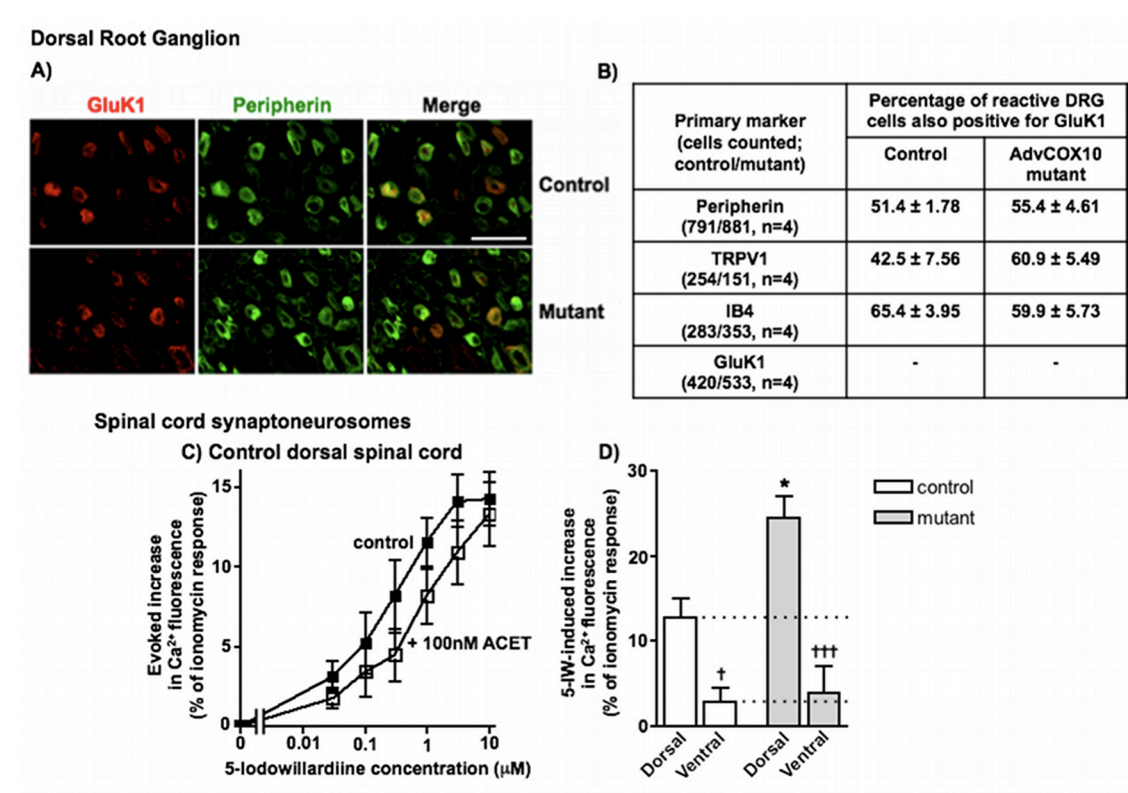 Dorsal Root Ganglion
A)
GluK1 Peripherin Merge
Control
Mutant
B)
Primary marker
(cells counted;
control/mutant)
Percentage of reactive DRG
cells also positive for GluK1
Control
AdvCOX10
mutant
Peripherin
(791/881, n=4)
51.4 ± 1.78
55.4 ± 4.61
TRPV1
(254/151, n=4)
42.5 ± 7.56
60.9 ± 5.49
IB4
(283/353, n=4)
65.4 ± 3.95
59.9 ± 5.73
GluK1
(420/533, n=4)
-
-
Spinal cord synaptoneurosomes
C) Control dorsal spinal cord
Evoked increase
in Ca²⁺ fluorescence
(% of ionomycin response)
15
10
5
0
control
+ 100nM ACET
0 0.01 0.1 1 10
5-Iodowillardiine concentration (μM)
D)
5-IW-induced increase
in Ca²⁺ fluorescence
(% of ionomycin response)
30
20
10
0
*
†
†††
control
mutant
Dorsal
Ventral
Dorsal
Ventral